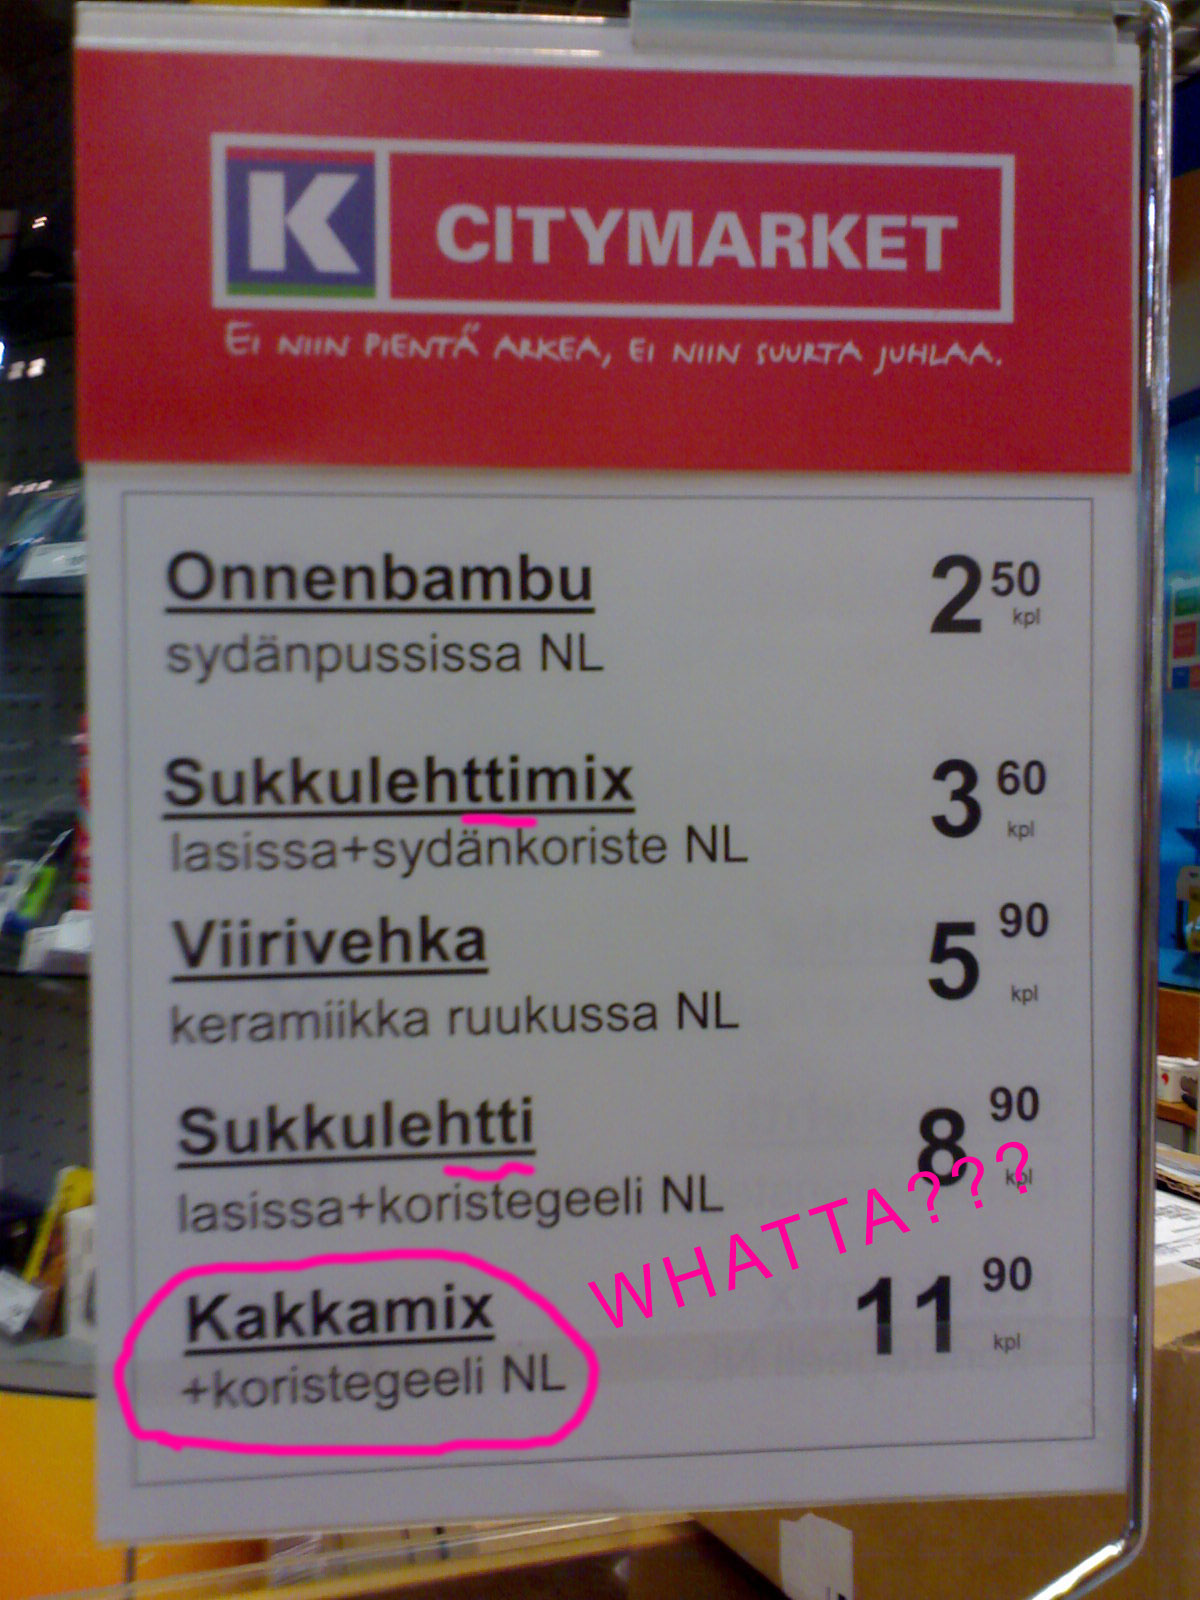 K CITYMARKET
EI NIIN PIENTÄ ARKEA, EI NIIN SUURTA JUHLAA.
Onnenbambu 2 50
sydänpussissa NL kpl
Sukkulehttimix 3 60
lasissa+sydänkoriste NL kpl
Viirivehka 5 90
keramiikka ruukussa NL kpl
Sukkulehtti 8 90
lasissa+koristegeeli NL kpl
WHATTA???
Kakkamix 11 90
+koristegeeli NL kpl